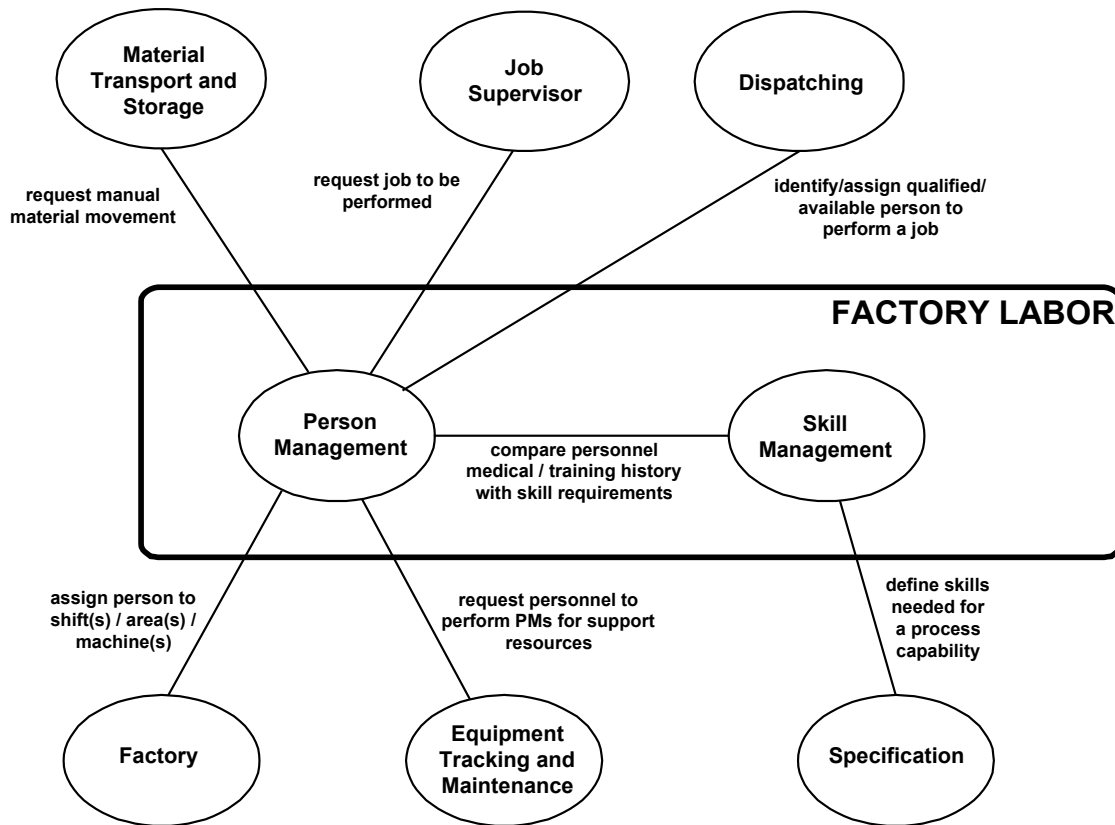 Material
Transport and
Storage
Job
Supervisor
Dispatching
request manual
material movement
request job to be
performed
identify/assign qualified/
available person to
perform a job
FACTORY LABOR
Person
Management
Skill
Management
compare personnel
medical / training history
with skill requirements
assign person to
shift(s) / area(s) /
machine(s)
request personnel to
perform PMs for support
resources
define skills
needed for
a process
capability
Factory
Equipment
Tracking and
Maintenance
Specification